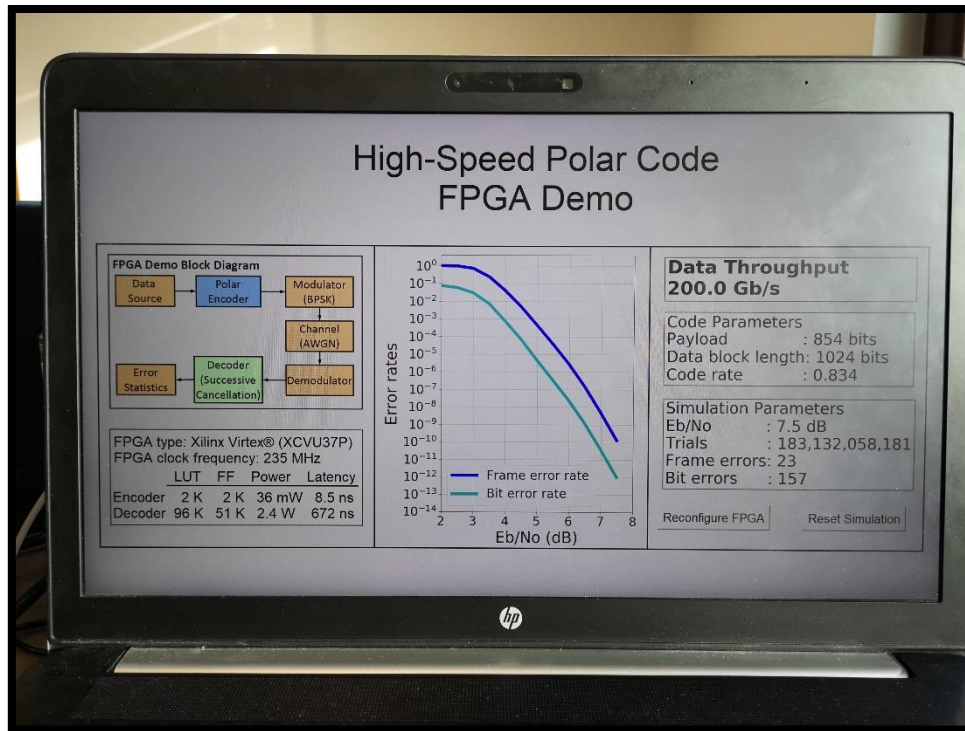 High-Speed Polar Code
FPGA Demo
FPGA Demo Block Diagram
Data
Source
Polar
Encoder
Modulator
(BPSK)
Channel
(AWGN)
Demodulator
Decoder
(Successive
Cancellation)
Error
Statistics
FPGA type: Xilinx Virtex® (XCVU37P)
FPGA clock frequency: 235 MHz
LUT FF Power Latency
Encoder 2 K 2 K 36 mW 8.5 ns
Decoder 96 K 51 K 2.4 W 672 ns
Error rates
10⁰
10⁻¹
10⁻²
10⁻³
10⁻⁴
10⁻⁵
10⁻⁶
10⁻⁷
10⁻⁸
10⁻⁹
10⁻¹⁰
10⁻¹¹
10⁻¹²
10⁻¹³
10⁻¹⁴
Frame error rate
Bit error rate
2 3 4 5 6 7 8
Eb/No (dB)
Data Throughput
200.0 Gb/s
Code Parameters
Payload : 854 bits
Data block length: 1024 bits
Code rate : 0.834
Simulation Parameters
Eb/No : 7.5 dB
Trials : 183,132,058,181
Frame errors: 23
Bit errors : 157
Reconfigure FPGA
Reset Simulation
hp